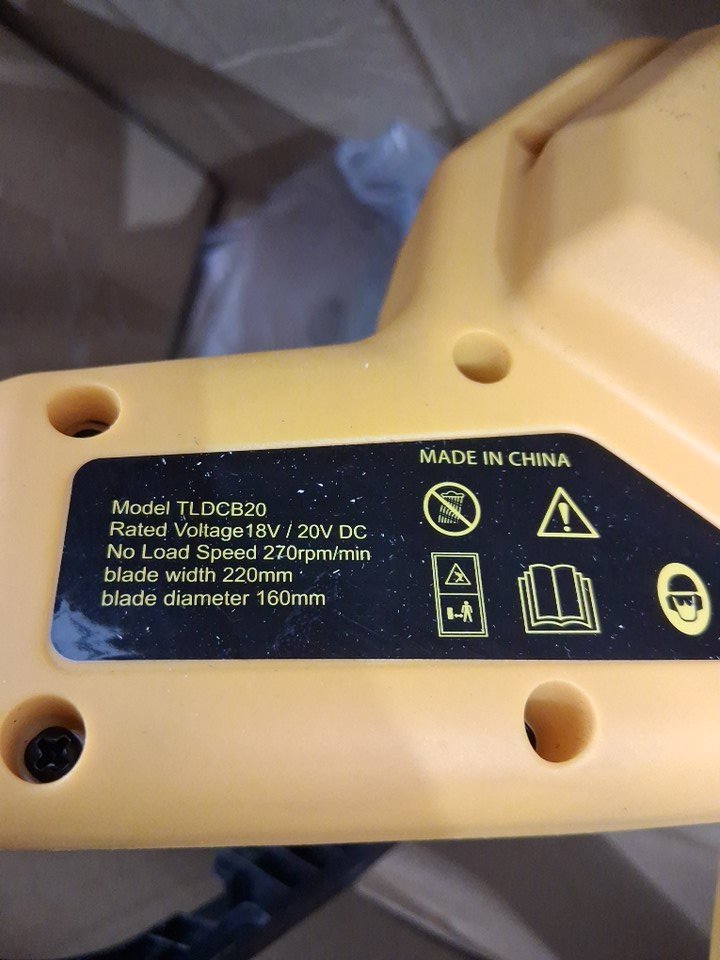 MADE IN CHINA
Model TLDCB20
Rated Voltage18V / 20V DC
No Load Speed 270rpm/min
blade width 220mm
blade diameter 160mm